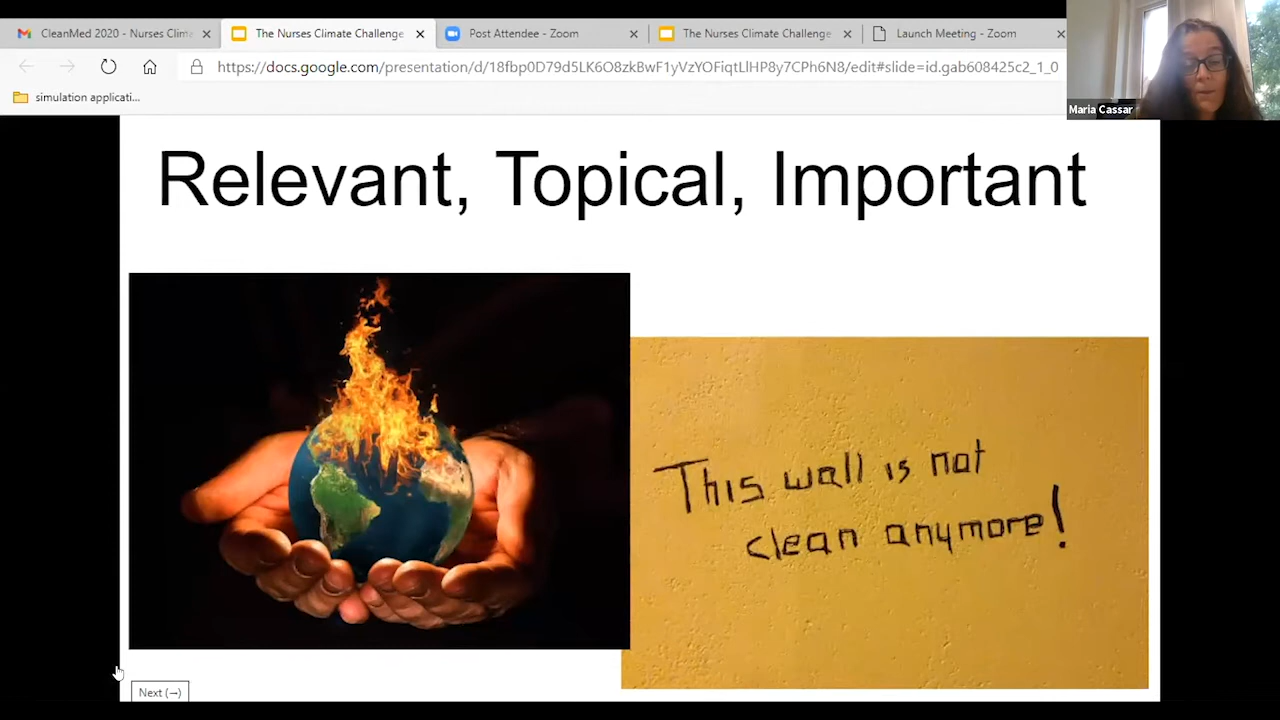 CleanMed 2020 - Nurses Clima
The Nurses Climate Challenge
Post Attendee - Zoom
The Nurses Climate Challenge
Launch Meeting - Zoom
https://docs.google.com/presentation/d/18fbp0D79d5LK6O8zkBwF1yVzYOFiqtLlHP8y7CPh6N8/edit#slide=id.gab608425c2_1_0
simulation applicati...
Maria Cassar
Relevant, Topical, Important
This wall is not
clean anymore!
Next (→)